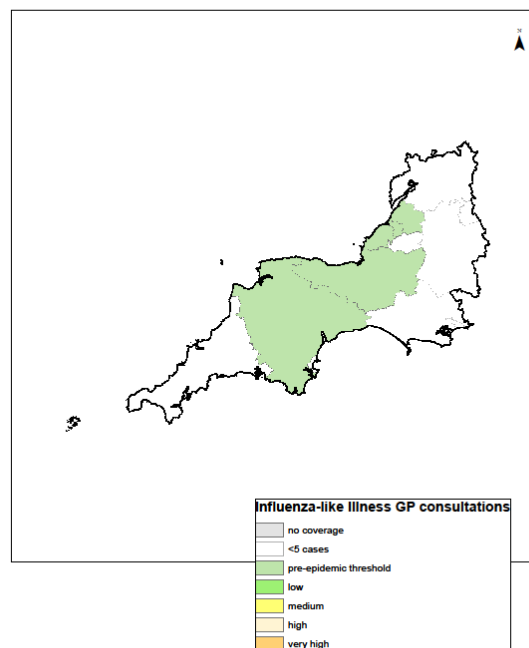 N
Influenza-like Illness GP consultations
no coverage
<5 cases
pre-epidemic threshold
low
medium
high
very high